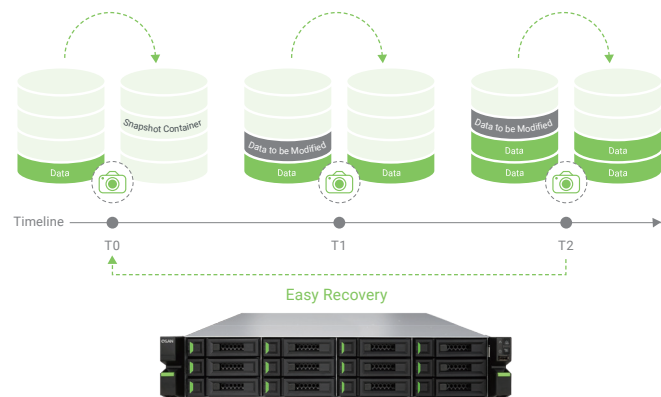 Snapshot Container
Data
Data to be Modified
Data
Data
Data to be Modified
Data
Data
Data
Data
Timeline
T0
T1
T2
Easy Recovery